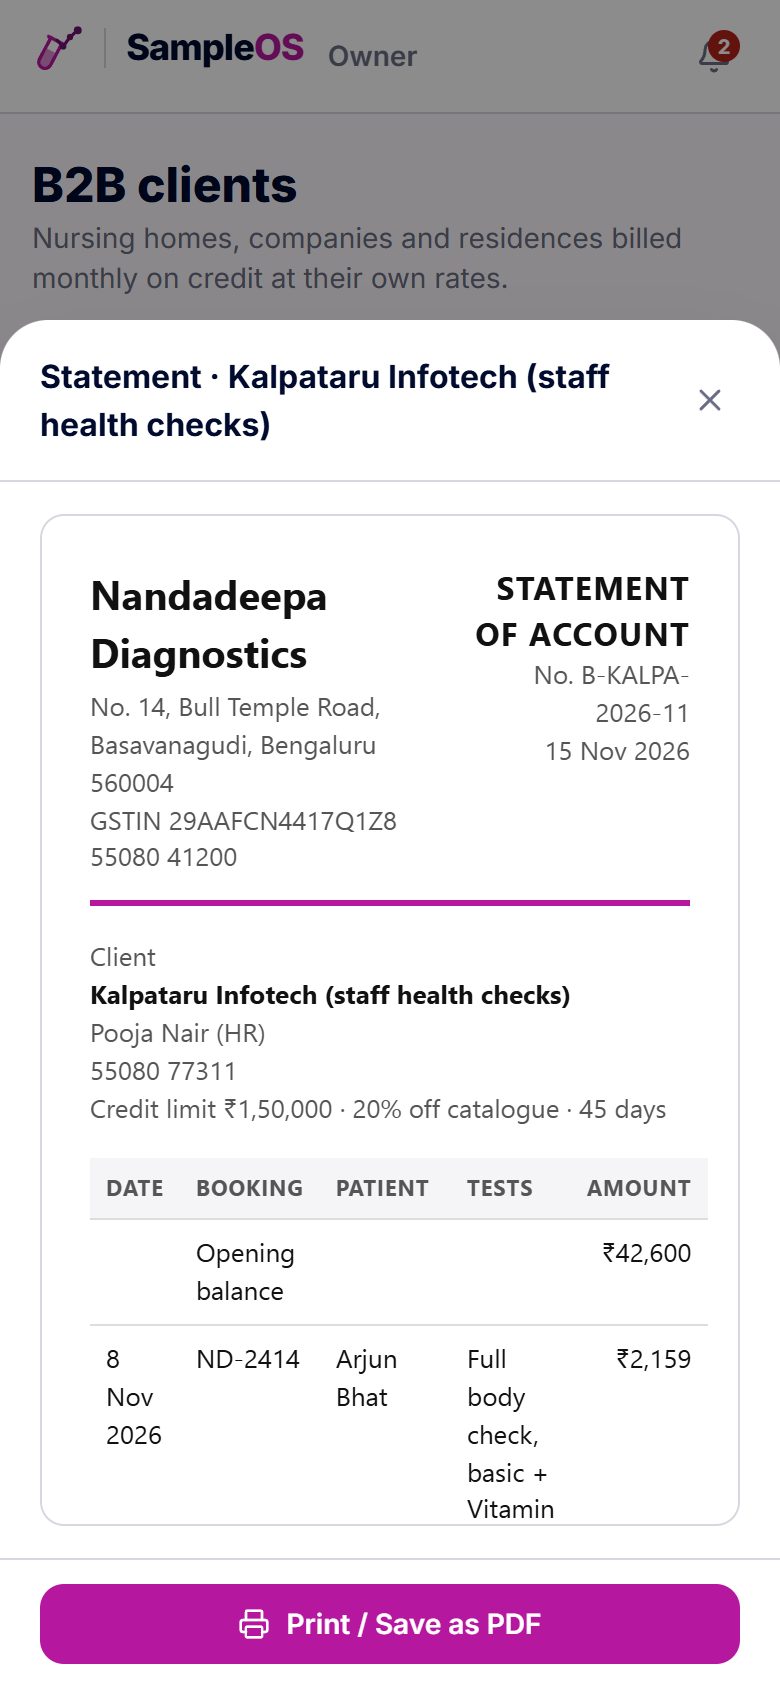 SampleOS Owner
2
B2B clients
Nursing homes, companies and residences billed
monthly on credit at their own rates.
Statement · Kalpataru Infotech (staff
health checks)
Nandadeepa
Diagnostics
No. 14, Bull Temple Road,
Basavanagudi, Bengaluru
560004
GSTIN 29AAFCN4417Q1Z8
55080 41200
STATEMENT
OF ACCOUNT
No. B-KALPA-
2026-11
15 Nov 2026
Client
Kalpataru Infotech (staff health checks)
Pooja Nair (HR)
55080 77311
Credit limit ₹1,50,000 · 20% off catalogue · 45 days
DATE BOOKING PATIENT TESTS AMOUNT
Opening ₹42,600
balance
8 ND-2414 Arjun Full ₹2,159
Nov Bhat body
2026 check,
basic +
Vitamin
Print / Save as PDF